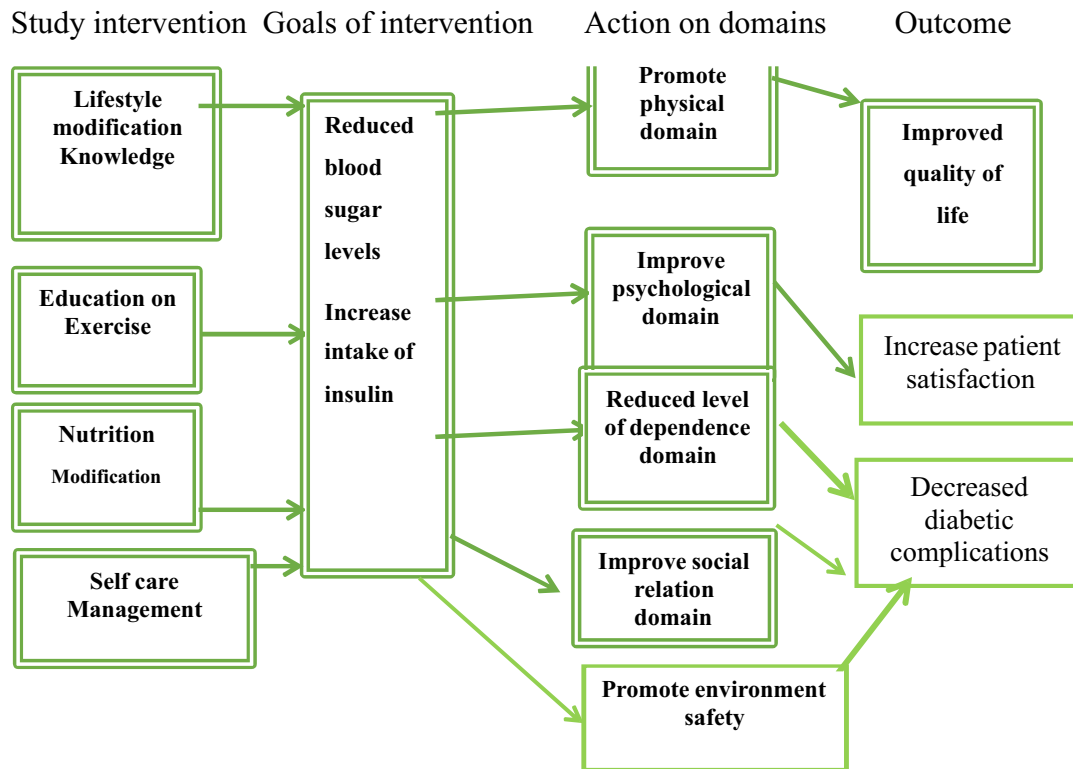 Study intervention
Goals of intervention
Action on domains
Outcome
Lifestyle
modification
Knowledge
Education on
Exercise
Nutrition
Modification
Self care
Management
Reduced
blood
sugar
levels
Increase
intake of
insulin
Promote
physical
domain
Improve
psychological
domain
Reduced level
of dependence
domain
Improve social
relation
domain
Promote environment
safety
Improved
quality of
life
Increase patient
satisfaction
Decreased
diabetic
complications